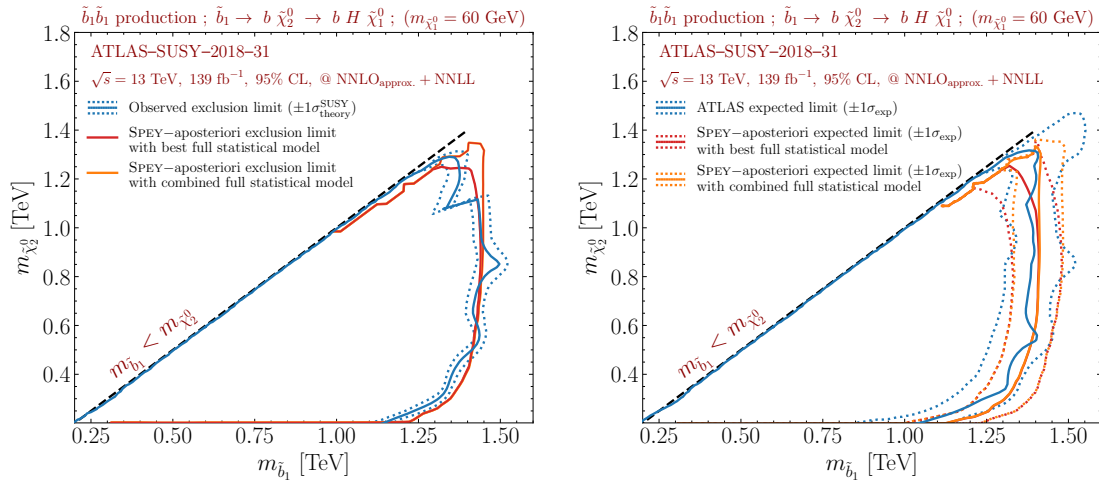 b̃₁b̃₁ production ; b̃₁ → b χ̃₂⁰ → b H χ̃₁⁰ ; (m_χ̃₁⁰ = 60 GeV)
ATLAS–SUSY–2018–31
√s = 13 TeV, 139 fb⁻¹, 95% CL, @ NNLO_approx. + NNLL
Observed exclusion limit (±1σ_theory^SUSY)
SPEY–aposteriori exclusion limit
with best full statistical model
SPEY–aposteriori exclusion limit
with combined full statistical model
m_b̃₁ < m_χ̃₂⁰
m_χ̃₂⁰ [TeV]
1.8
1.6
1.4
1.2
1.0
0.8
0.6
0.4
0.25 0.50 0.75 1.00 1.25 1.50
m_b̃₁ [TeV]
b̃₁b̃₁ production ; b̃₁ → b χ̃₂⁰ → b H χ̃₁⁰ ; (m_χ̃₁⁰ = 60 GeV)
ATLAS–SUSY–2018–31
√s = 13 TeV, 139 fb⁻¹, 95% CL, @ NNLO_approx. + NNLL
ATLAS expected limit (±1σ_exp)
SPEY–aposteriori expected limit (±1σ_exp)
with best full statistical model
SPEY–aposteriori expected limit (±1σ_exp)
with combined full statistical model
m_b̃₁ < m_χ̃₂⁰
m_χ̃₂⁰ [TeV]
1.8
1.6
1.4
1.2
1.0
0.8
0.6
0.4
0.25 0.50 0.75 1.00 1.25 1.50
m_b̃₁ [TeV]